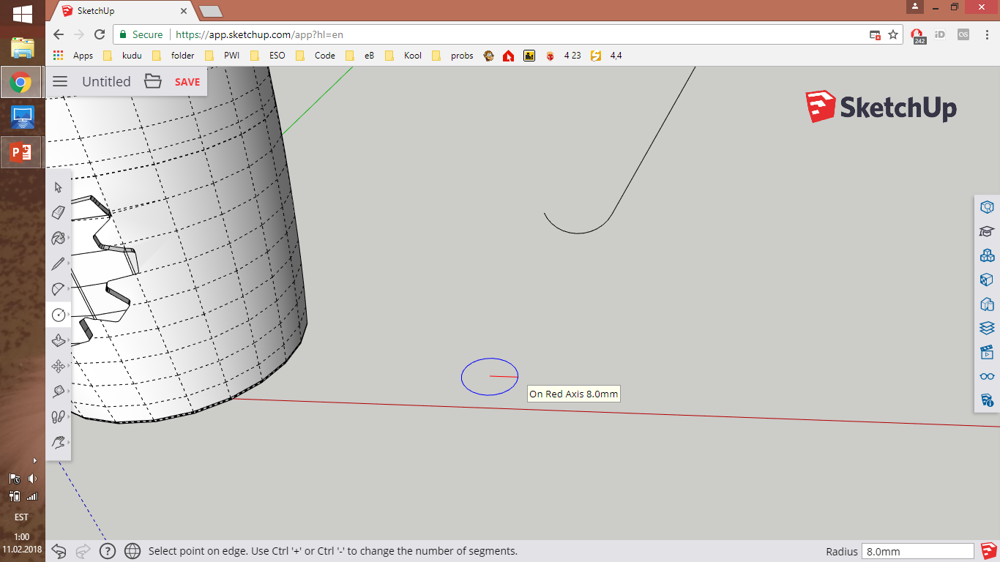 SketchUp
Secure
https://app.sketchup.com/app?hl=en
242
iD
OS
Apps
kudu
folder
PWI
ESO
Code
eB
Kool
probs
4 23
4,4
Untitled
SAVE
SketchUp
P
On Red Axis 8.0mm
EST
1:00
11.02.2018
Select point on edge. Use Ctrl '+' or Ctrl '-' to change the number of segments.
Radius
8.0mm